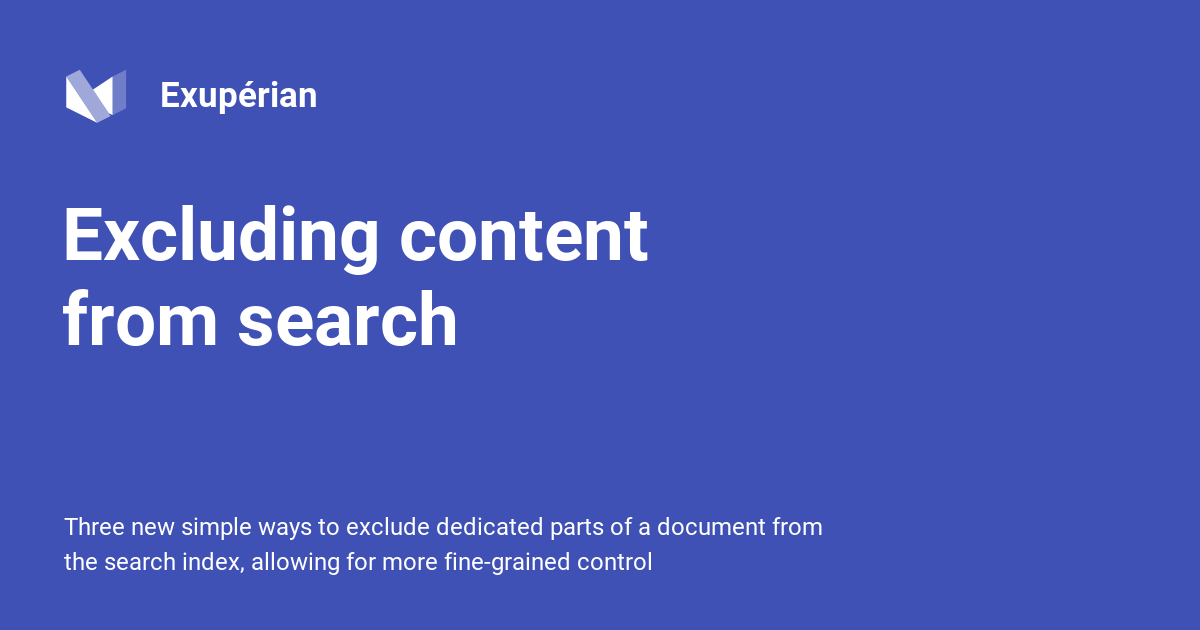 Exupérian
Excluding content
from search
Three new simple ways to exclude dedicated parts of a document from
the search index, allowing for more fine-grained control